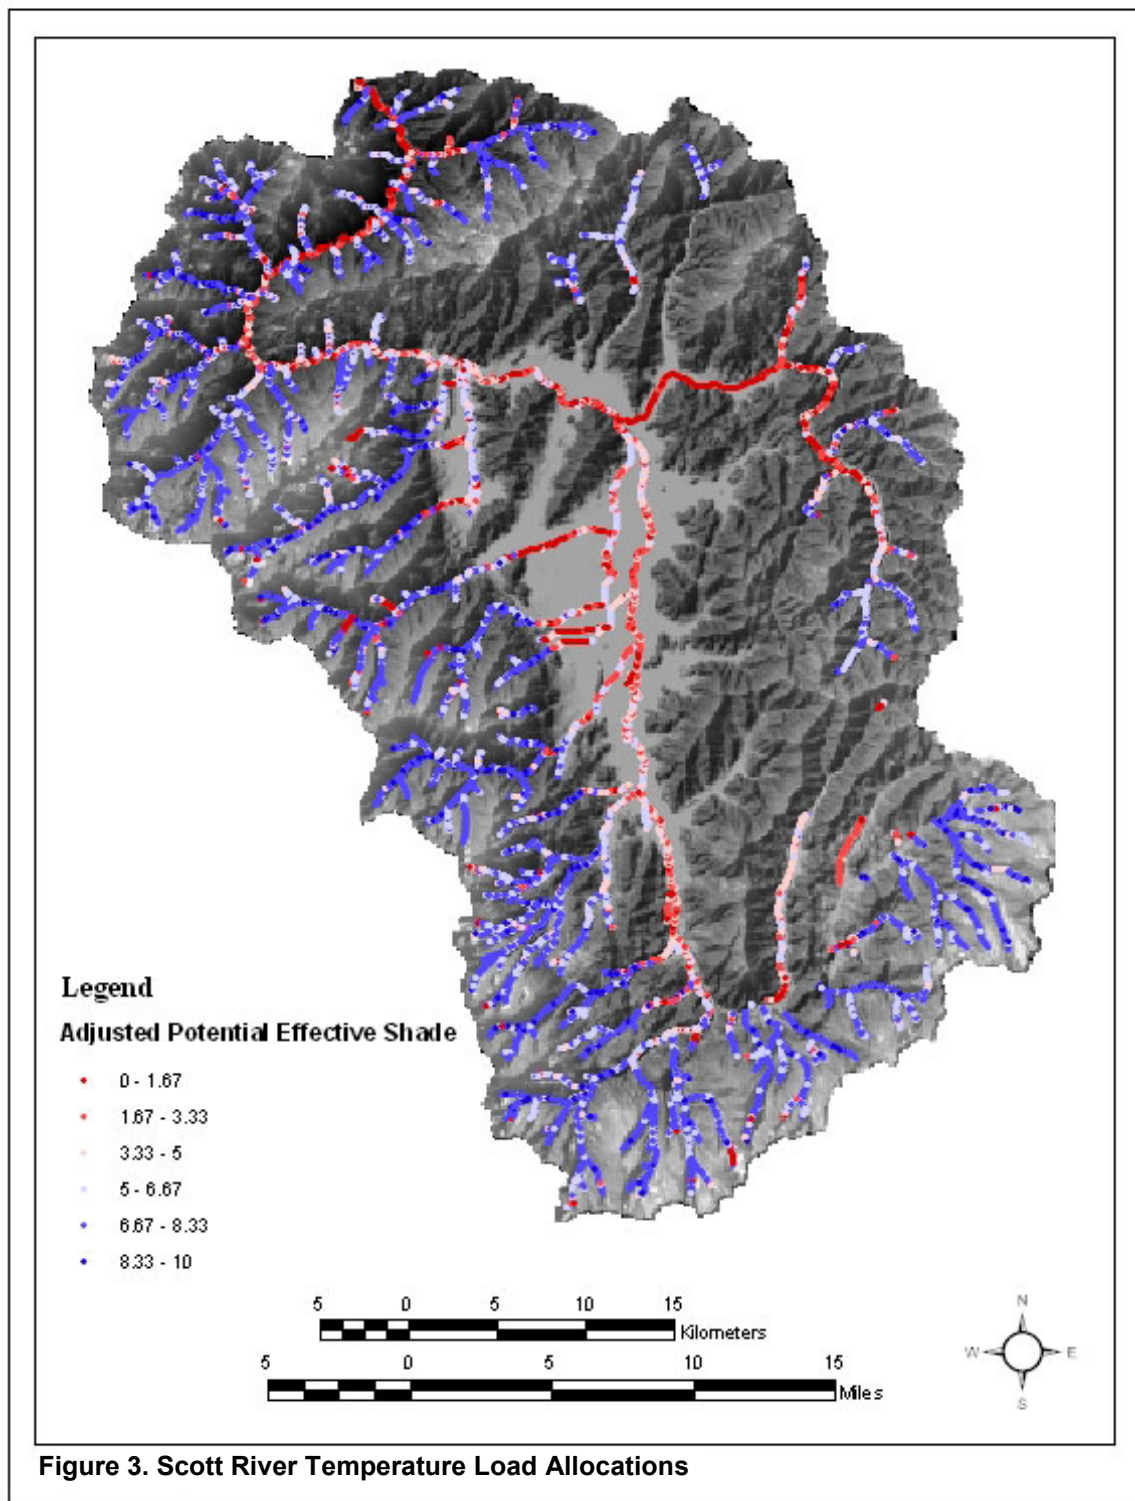 Legend
Adjusted Potential Effective Shade
0 - 1.67
1.67 - 3.33
3.33 - 5
5 - 6.67
6.67 - 8.33
8.33 - 10
5 0 5 10 15
Kilometers
5 0 5 10 15
Miles
N
W E
S
Figure 3. Scott River Temperature Load Allocations